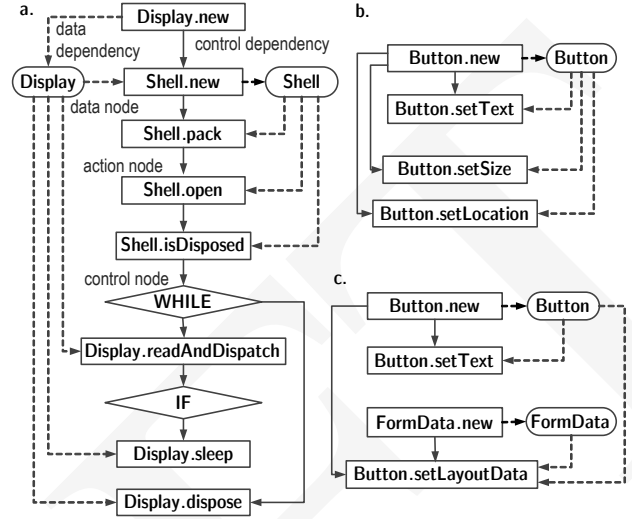 a.
Display.new
data
dependency
control dependency
Display
Shell.new
Shell
data node
Shell.pack
action node
Shell.open
Shell.isDisposed
control node
WHILE
Display.readAndDispatch
IF
Display.sleep
Display.dispose
b.
Button.new
Button
Button.setText
Button.setSize
Button.setLocation
c.
Button.new
Button
Button.setText
FormData.new
FormData
Button.setLayoutData